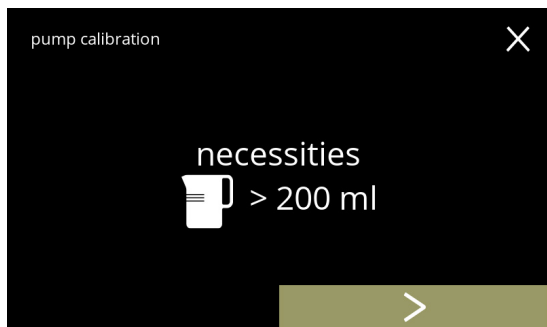 pump calibration
necessities
> 200 ml